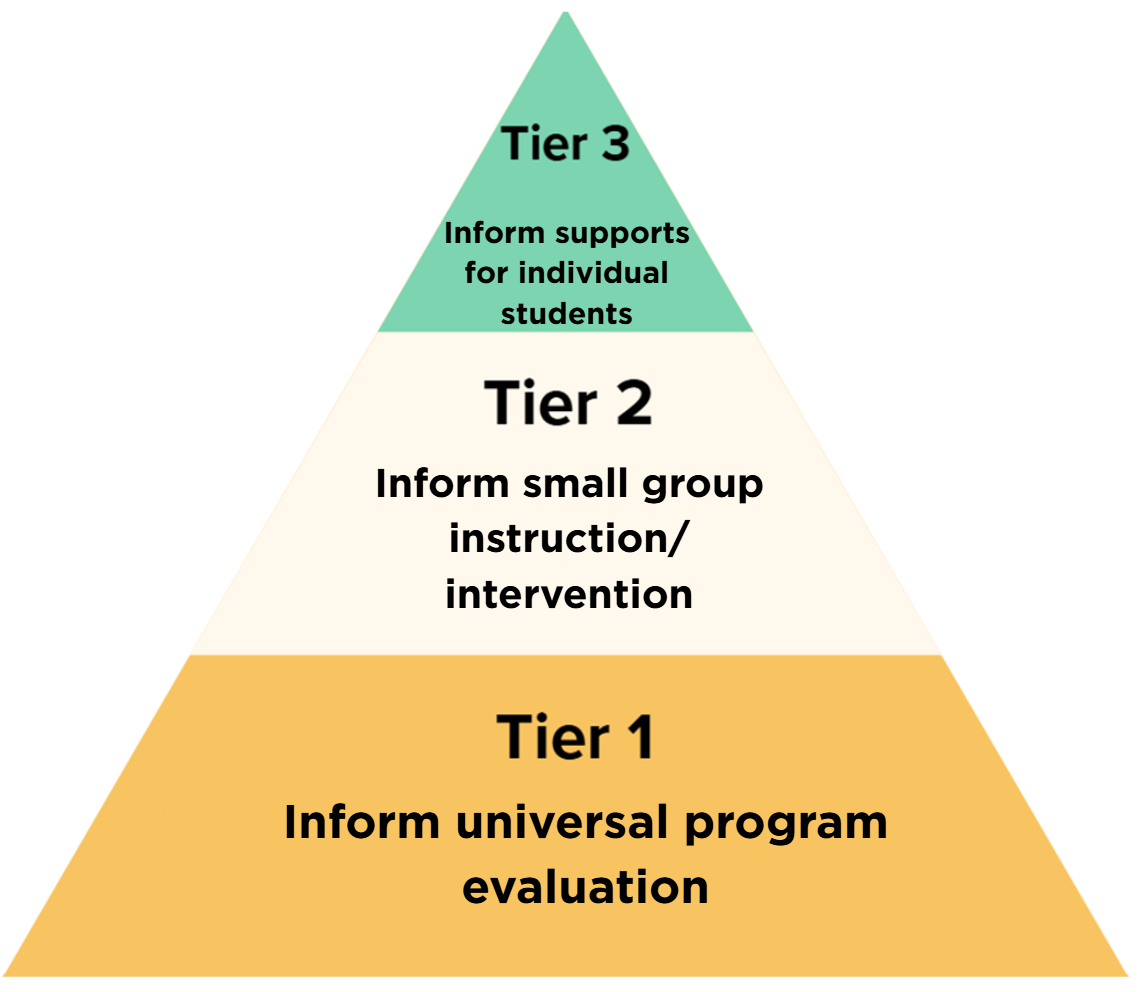 Tier 3
Inform supports
for individual
students
Tier 2
Inform small group
instruction/
intervention
Tier 1
Inform universal program
evaluation